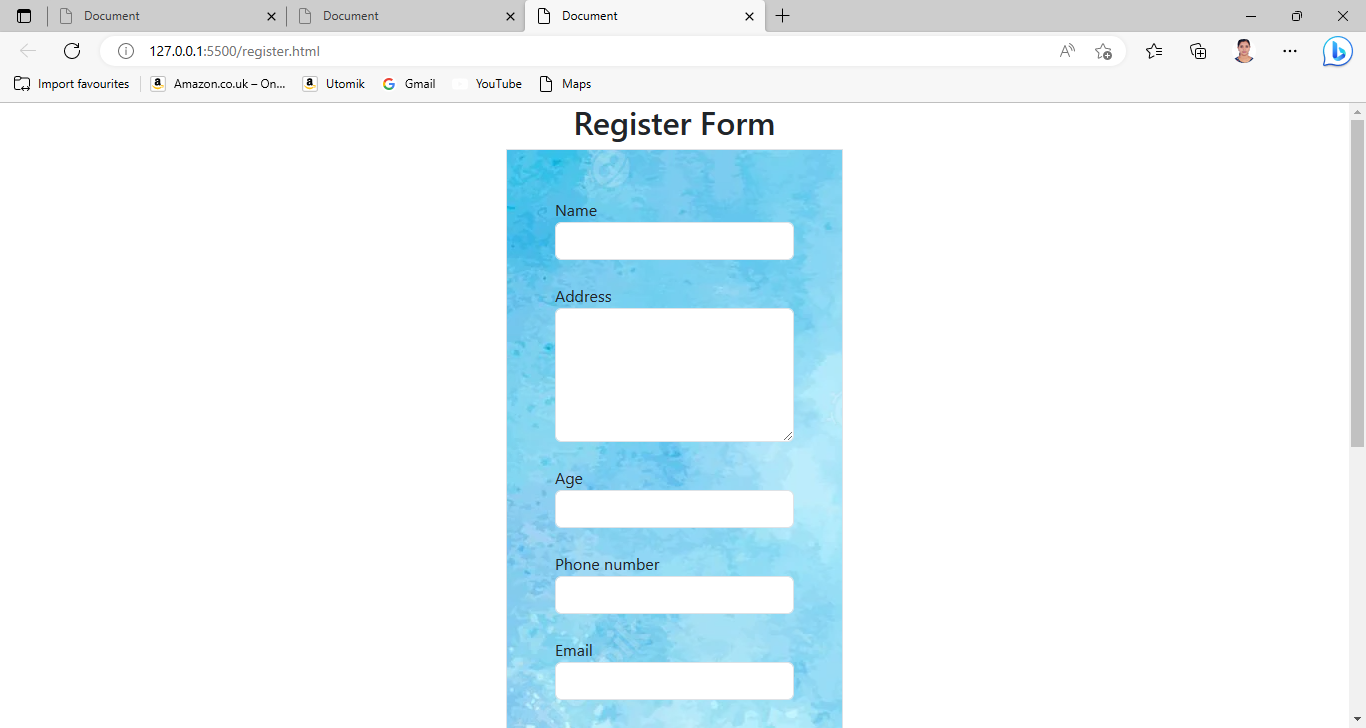 Document
Document
Document
127.0.0.1:5500/register.html
Import favourites
Amazon.co.uk – On...
Utomik
Gmail
YouTube
Maps
Register Form
Name
Address
Age
Phone number
Email